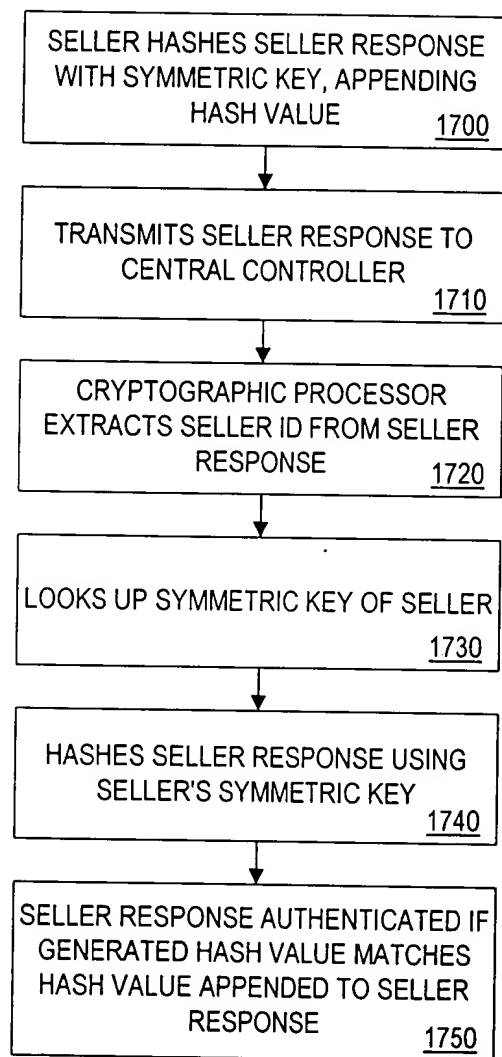 SELLER HASHES SELLER RESPONSE
WITH SYMMETRIC KEY, APPENDING
HASH VALUE
1700
TRANSMITS SELLER RESPONSE TO
CENTRAL CONTROLLER
1710
CRYPTOGRAPHIC PROCESSOR
EXTRACTS SELLER ID FROM SELLER
RESPONSE
1720
LOOKS UP SYMMETRIC KEY OF SELLER
1730
HASHES SELLER RESPONSE USING
SELLER'S SYMMETRIC KEY
1740
SELLER RESPONSE AUTHENTICATED IF
GENERATED HASH VALUE MATCHES
HASH VALUE APPENDED TO SELLER
RESPONSE
1750